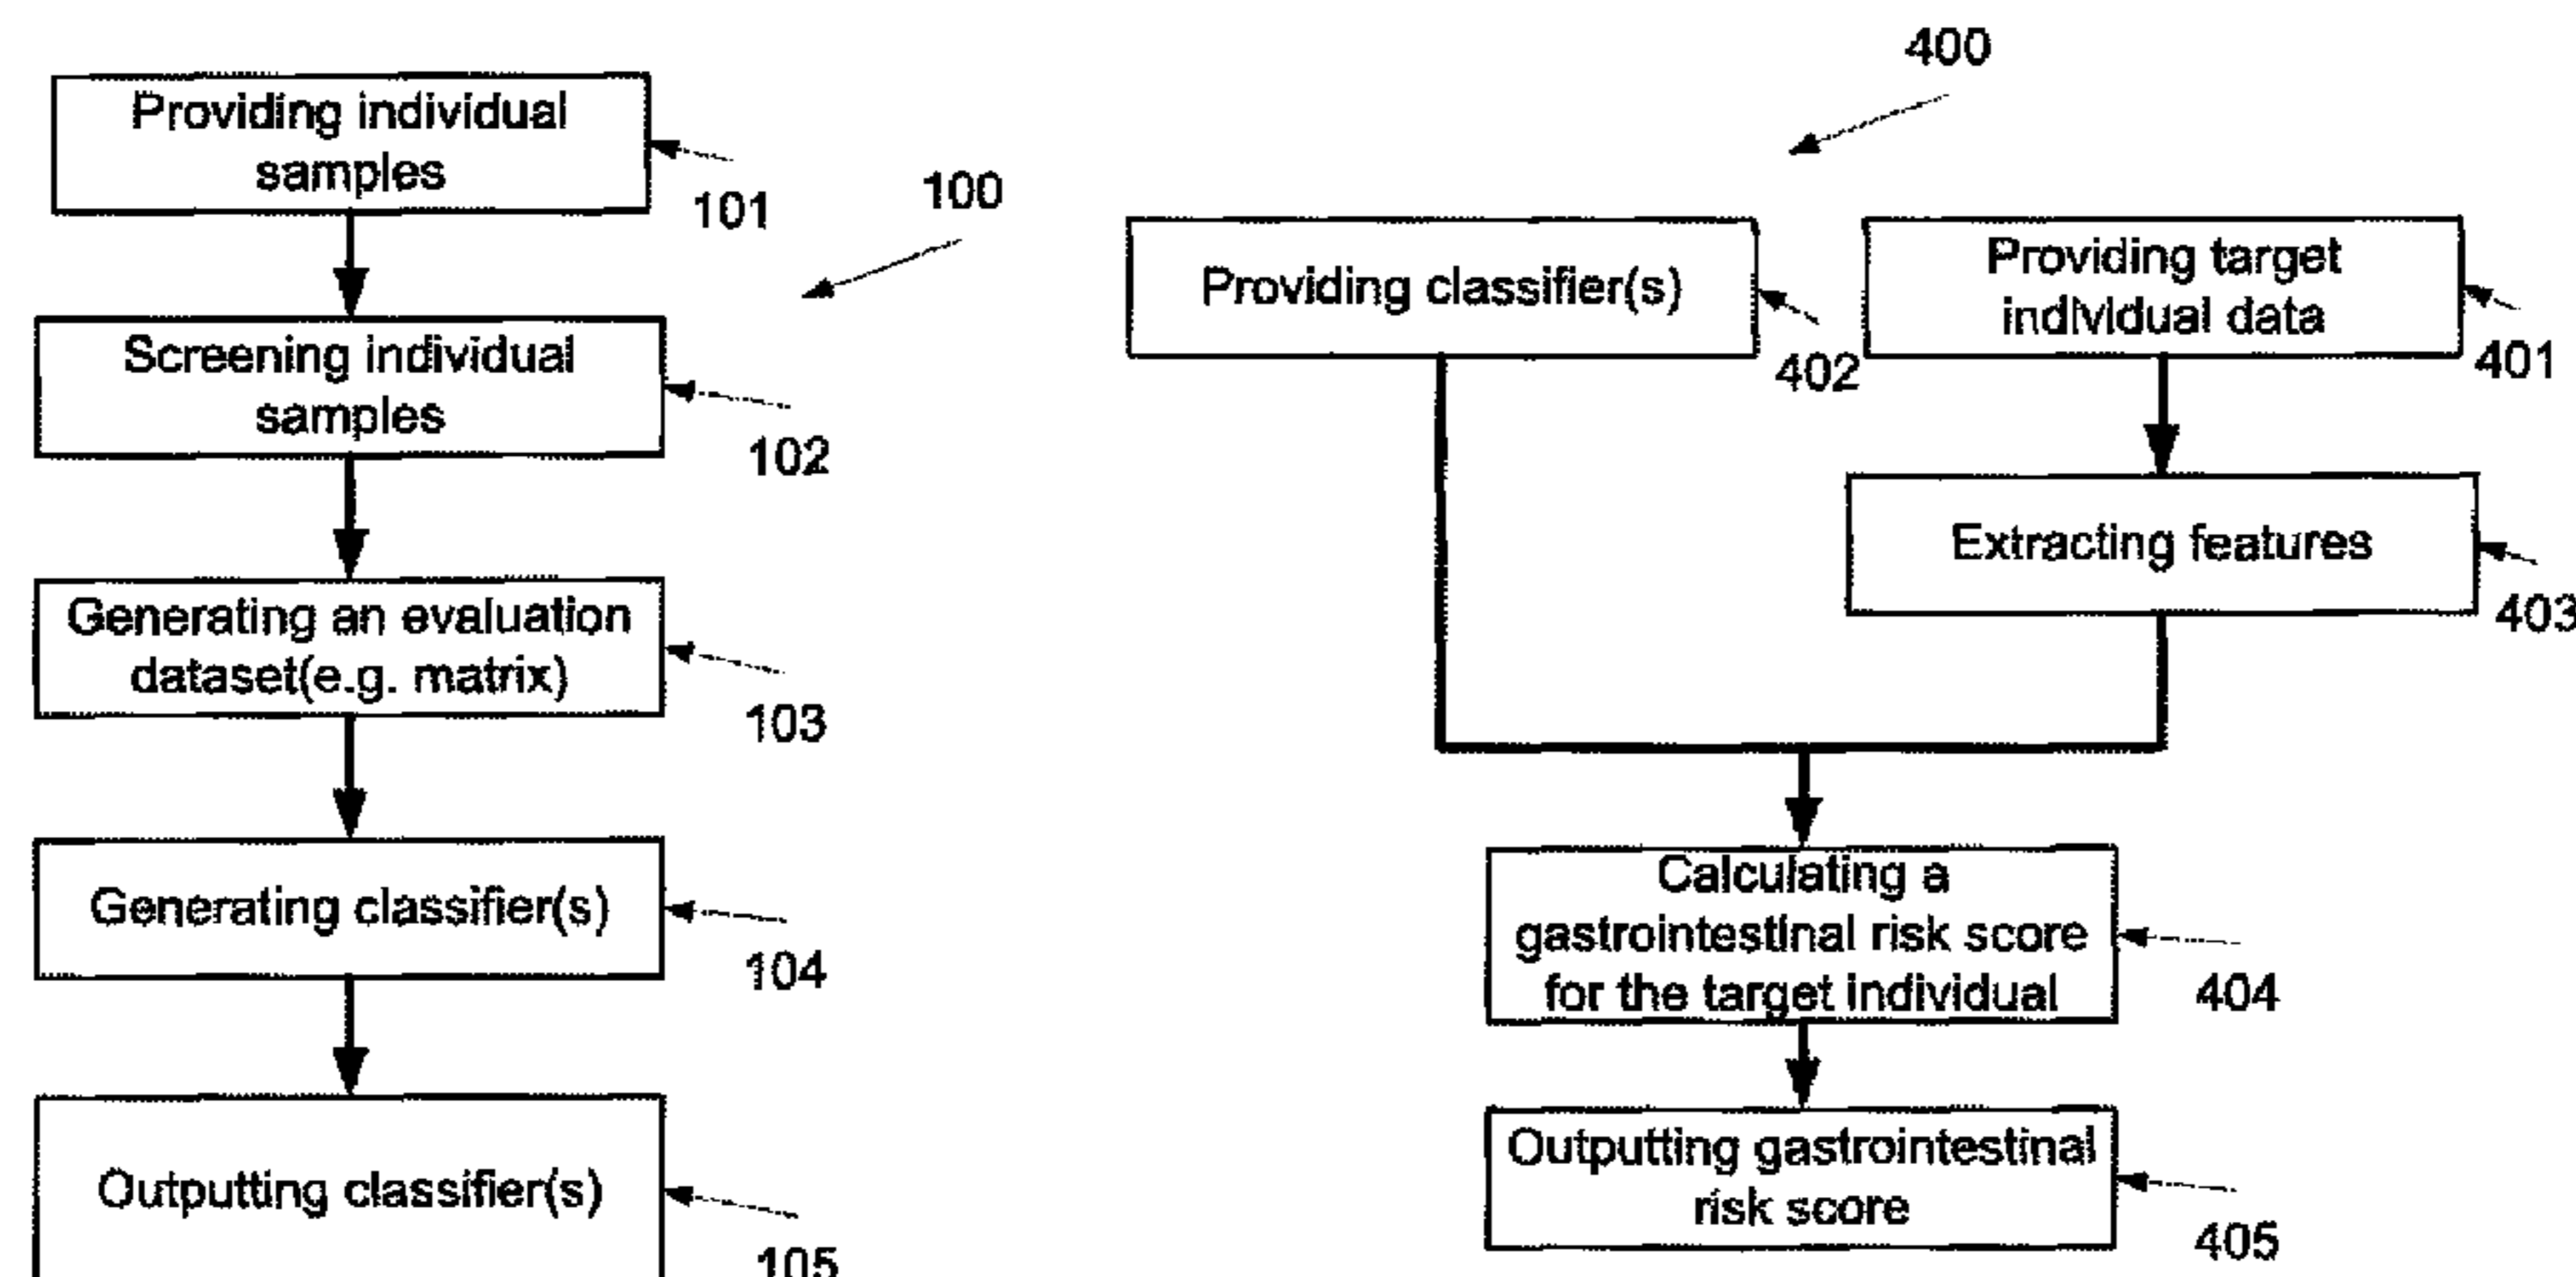 Providing individual
samples
101
100
Screening individual
samples
102
Generating an evaluation
dataset(e.g. matrix)
103
Generating classifier(s)
104
Outputting classifier(s)
105
400
Providing classifier(s)
402
Providing target
individual data
401
Extracting features
403
Calculating a
gastrointestinal risk score
for the target individual
404
Outputting gastrointestinal
risk score
405